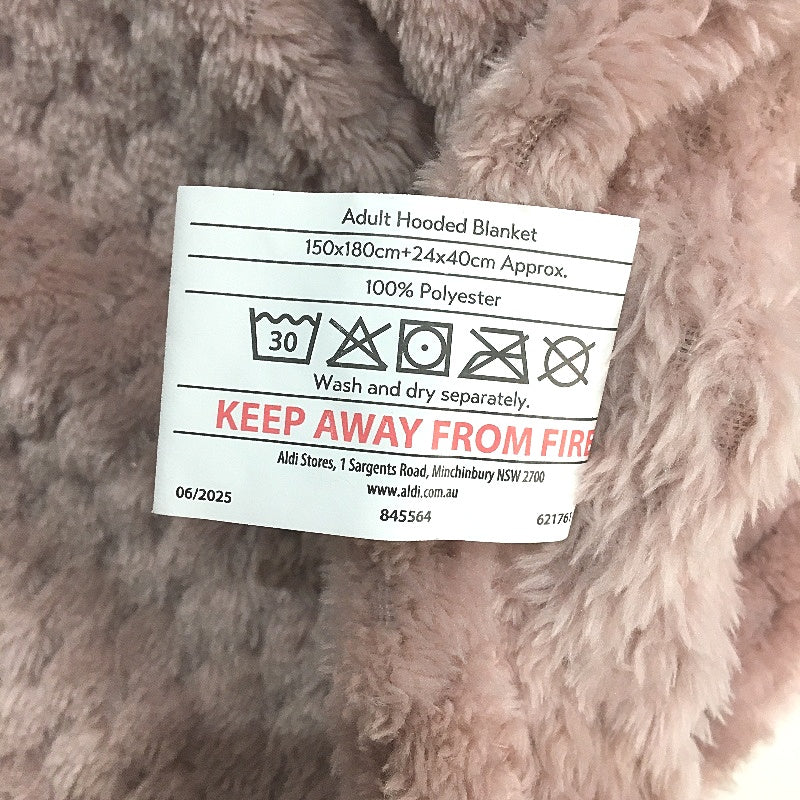 Adult Hooded Blanket
150x180cm+24x40cm Approx.
100% Polyester
30
Wash and dry separately.
KEEP AWAY FROM FIRE
Aldi Stores, 1 Sargents Road, Minchinbury NSW 2700
www.aldi.com.au
06/2025
845564